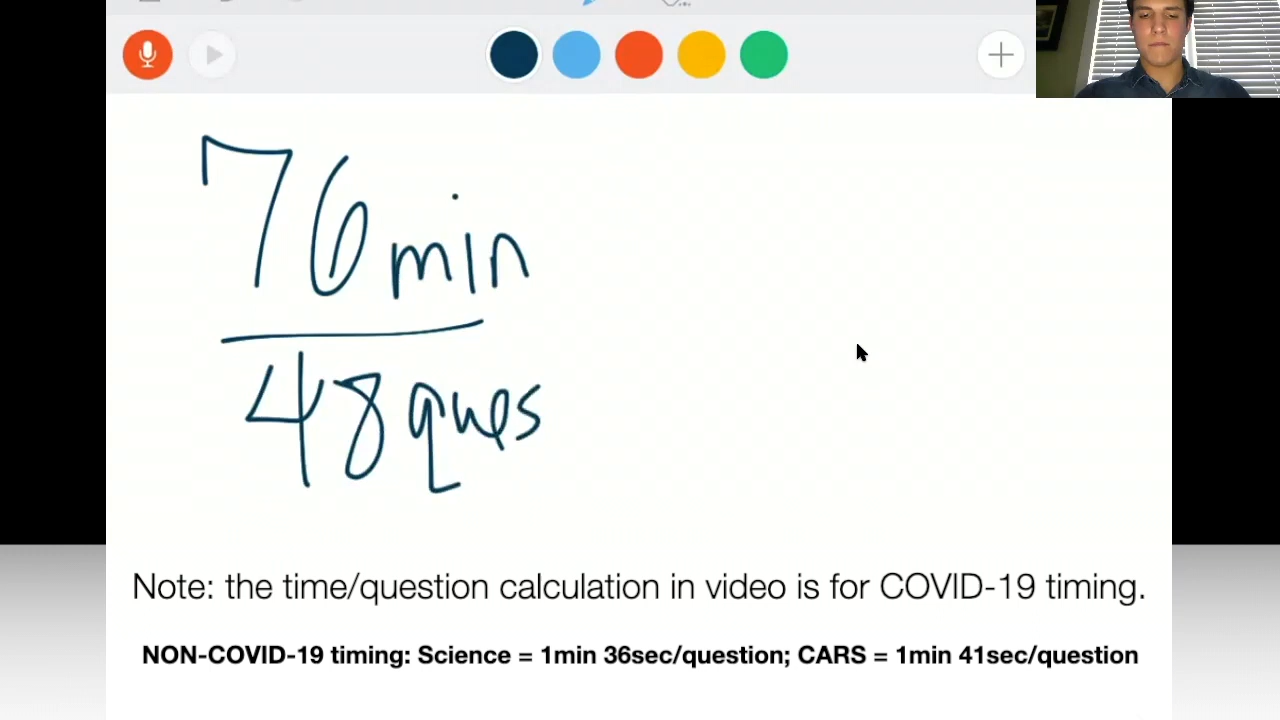 76 min
48 ques
Note: the time/question calculation in video is for COVID-19 timing.
NON-COVID-19 timing: Science = 1min 36sec/question; CARS = 1min 41sec/question